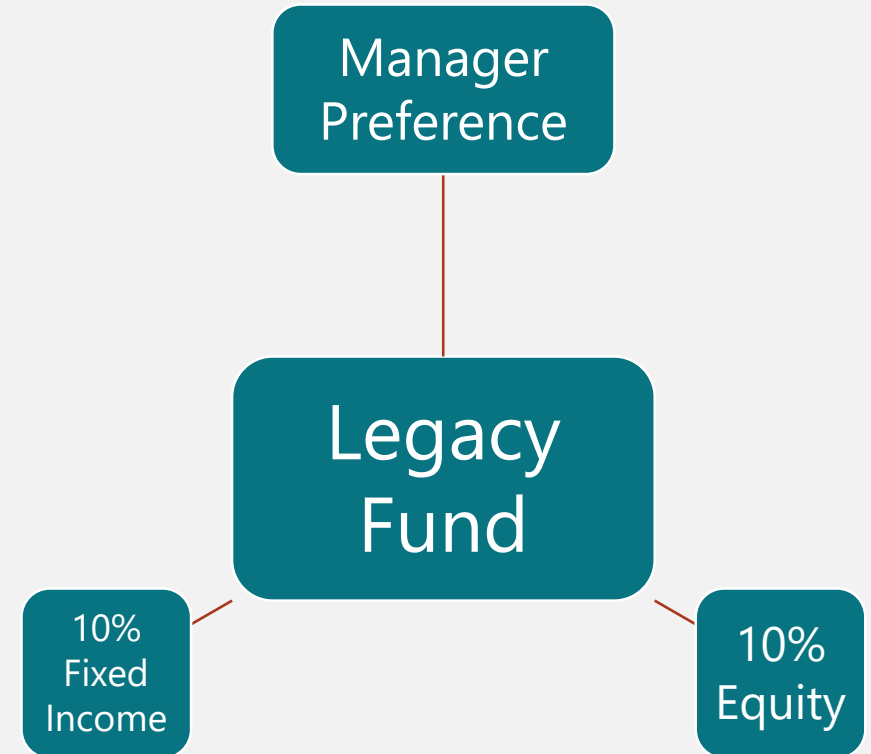 Manager
Preference
Legacy
Fund
10%
Fixed
Income
10%
Equity